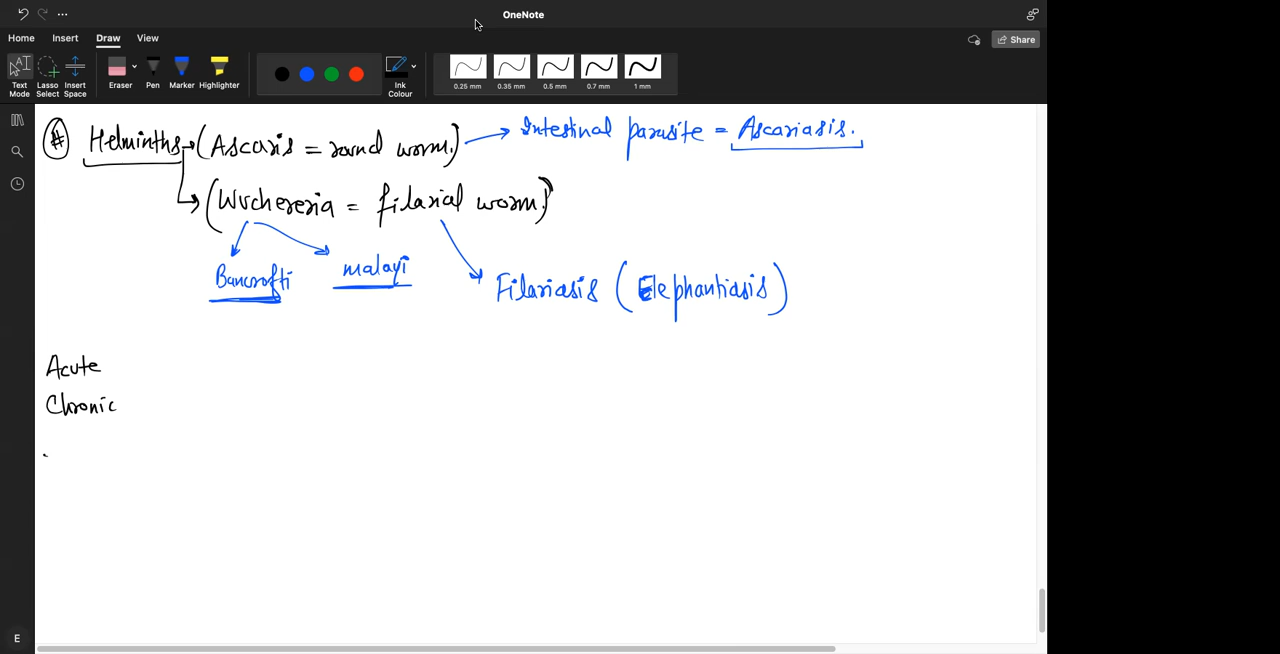 OneNote
Home Insert Draw View
Share
Text Mode Lasso Select Insert Space Eraser Pen Marker Highlighter Ink Colour 0.25 mm 0.35 mm 0.5 mm 0.7 mm 1 mm
# Helminths → (Ascaris = round worm.) → Intestinal parasite = Ascariasis.
→ (Wuchereria = filarial worm)
Bancrofti malayi
Filariasis (Elephantiasis)
Acute
Chronic
E